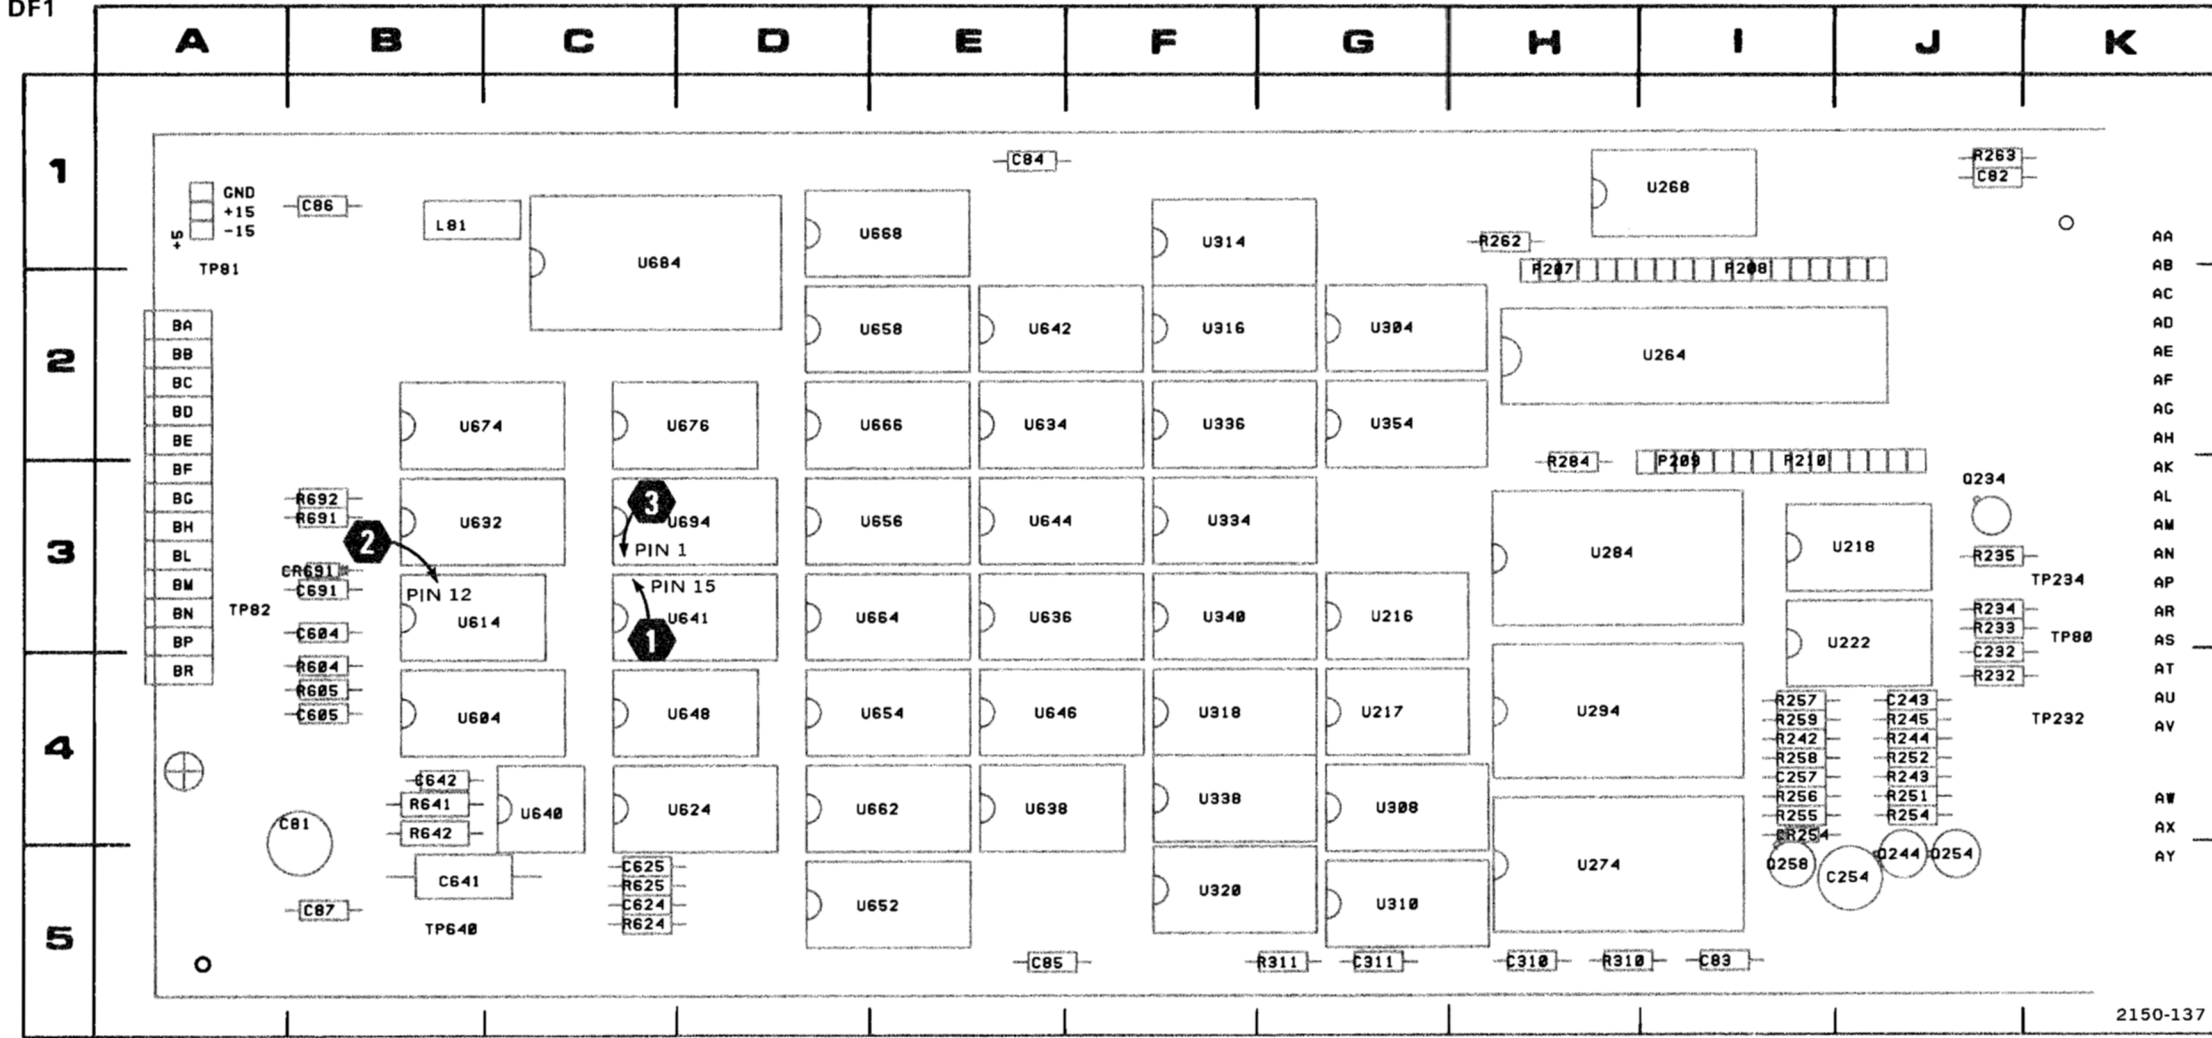 DF1
A B C D E F G H I J K
1
C84
R263
U268
C82
GND
C86
+15
L81
-15
+5
U668
U314
R262
AA
TP81
U684
P207 P208
AB
AC
BA
U658 U642 U316 U304
AD
2
BB
U264
AE
BC
AF
BD
U674 U676 U666 U634 U336 U354
AG
BE
AH
BF
R284
P209 P210
AK
Q234
BG
R692
3
AL
R691
BH
U632 U694 U656 U644 U334
AM
2
3
BL
PIN 1
U284
U218
R235
AN
CR691
BM
C691
PIN 12
PIN 15
TP234
AP
BN
TP82
U614 U641 U664 U636 U340 U216
R234
AR
C604
R233
TP80
BP
1
U222
AS
C232
BR
R604
R232
AT
R605
R257
C243
AU
C605
U604 U648 U654 U646 U318 U217
U294
R259
R245
TP232
AV
4
R242
R244
R258
R252
C642
C257
R243
R641
U640 U624 U662 U638 U338 U308
R256
R251
AW
C81
R642
R255
R254
AX
CR254
C625
U274
Q258
C254
Q244
Q254
AY
C641
R625
U320
C87
C624
U652
U310
TP640
R624
5
C85
R311
C311
C310
R310
C83
2150-137